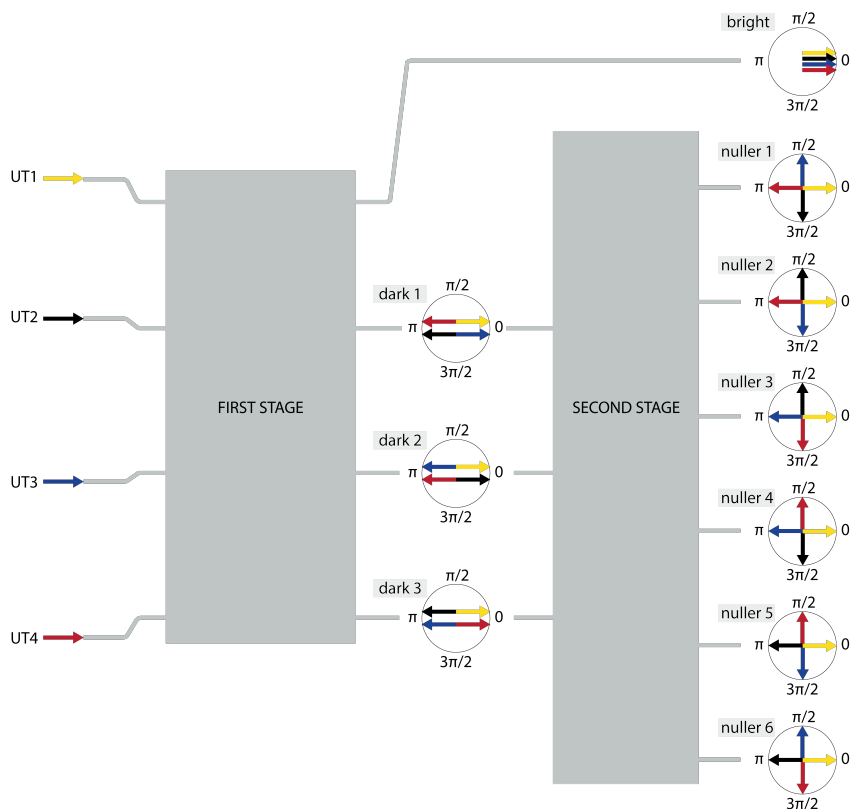 bright
π/2
π
0
3π/2
UT1
UT2
UT3
UT4
FIRST STAGE
dark 1
π/2
π
0
3π/2
dark 2
π/2
π
0
3π/2
dark 3
π/2
π
0
3π/2
SECOND STAGE
nuller 1
π/2
π
0
3π/2
nuller 2
π/2
π
0
3π/2
nuller 3
π/2
π
0
3π/2
nuller 4
π/2
π
0
3π/2
nuller 5
π/2
π
0
3π/2
nuller 6
π/2
π
0
3π/2